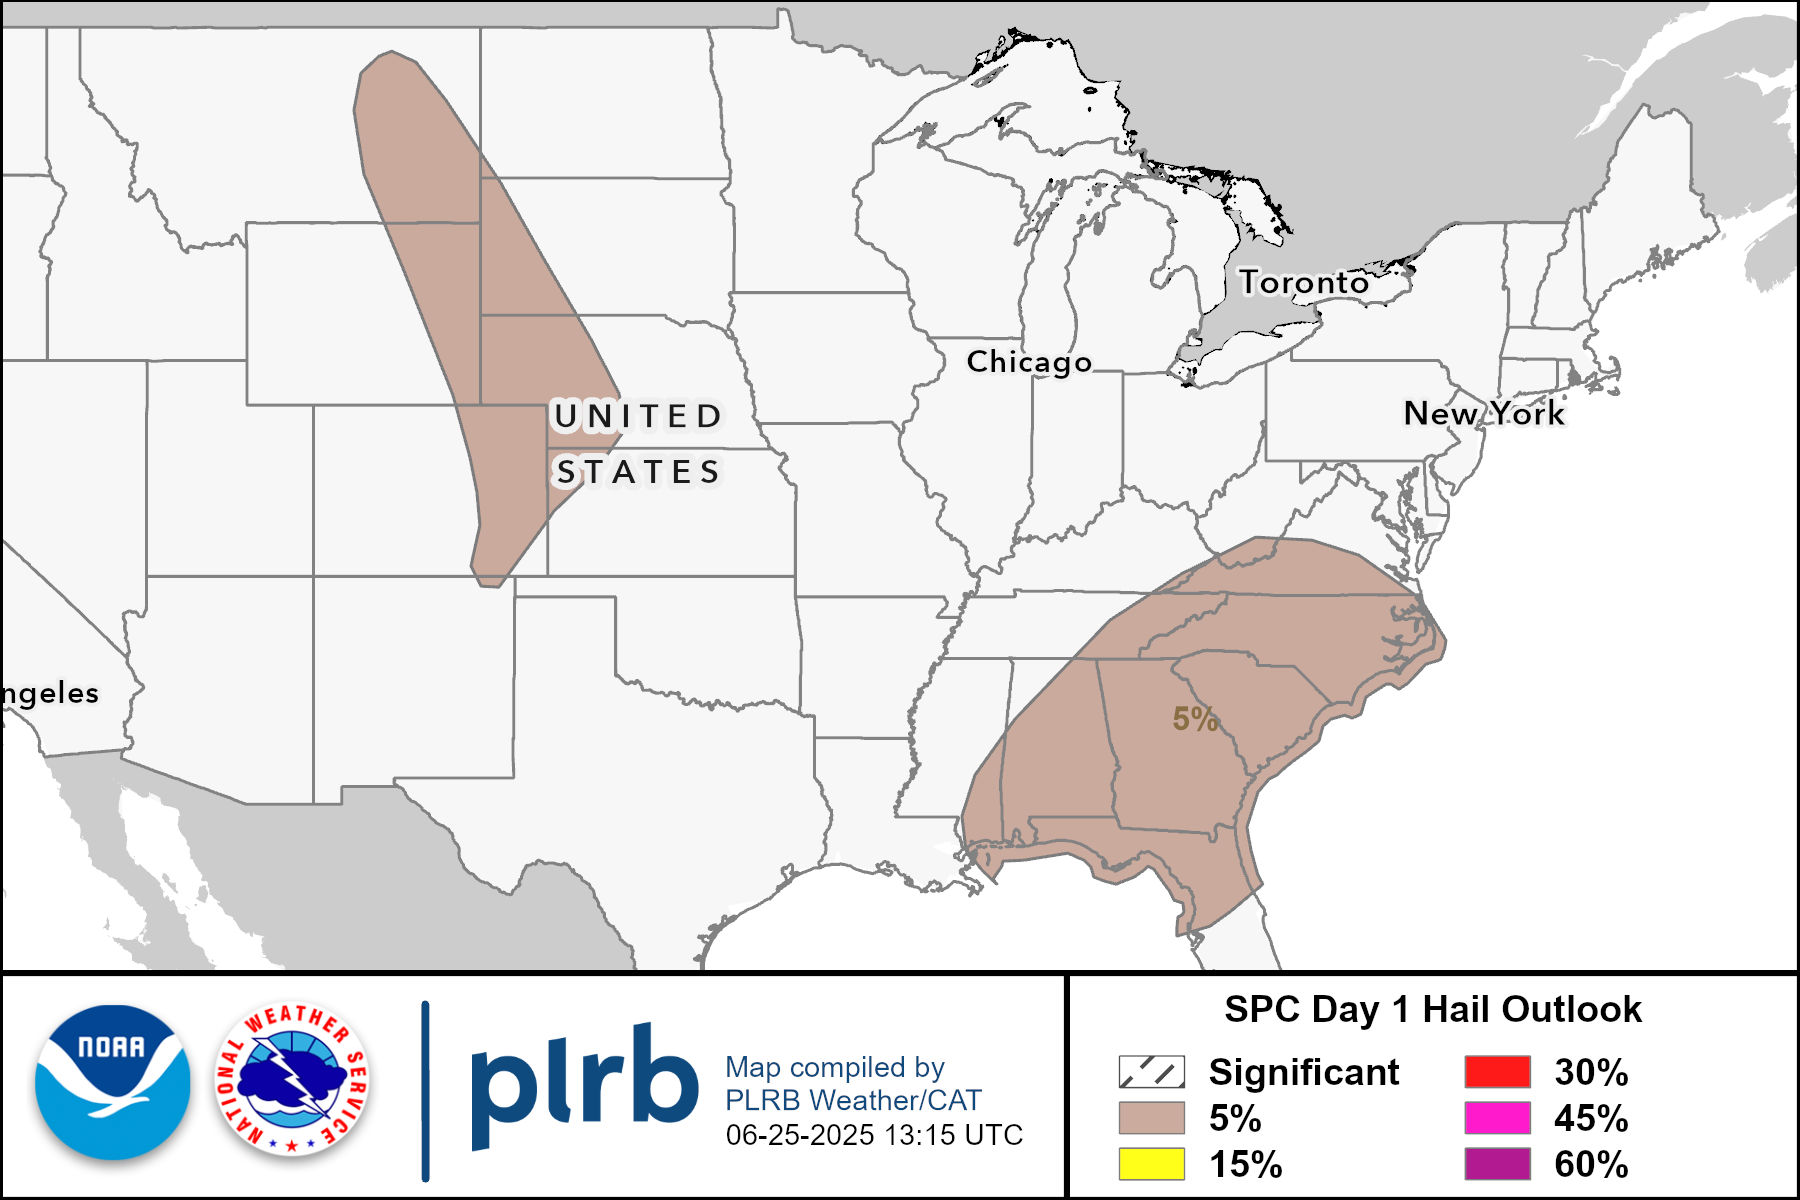 Toronto
Chicago
New York
UNITED
STATES
ngeles
5%
NOAA
NATIONAL WEATHER SERVICE
plrb
Map compiled by
PLRB Weather/CAT
06-25-2025 13:15 UTC
SPC Day 1 Hail Outlook
Significant
5%
15%
30%
45%
60%